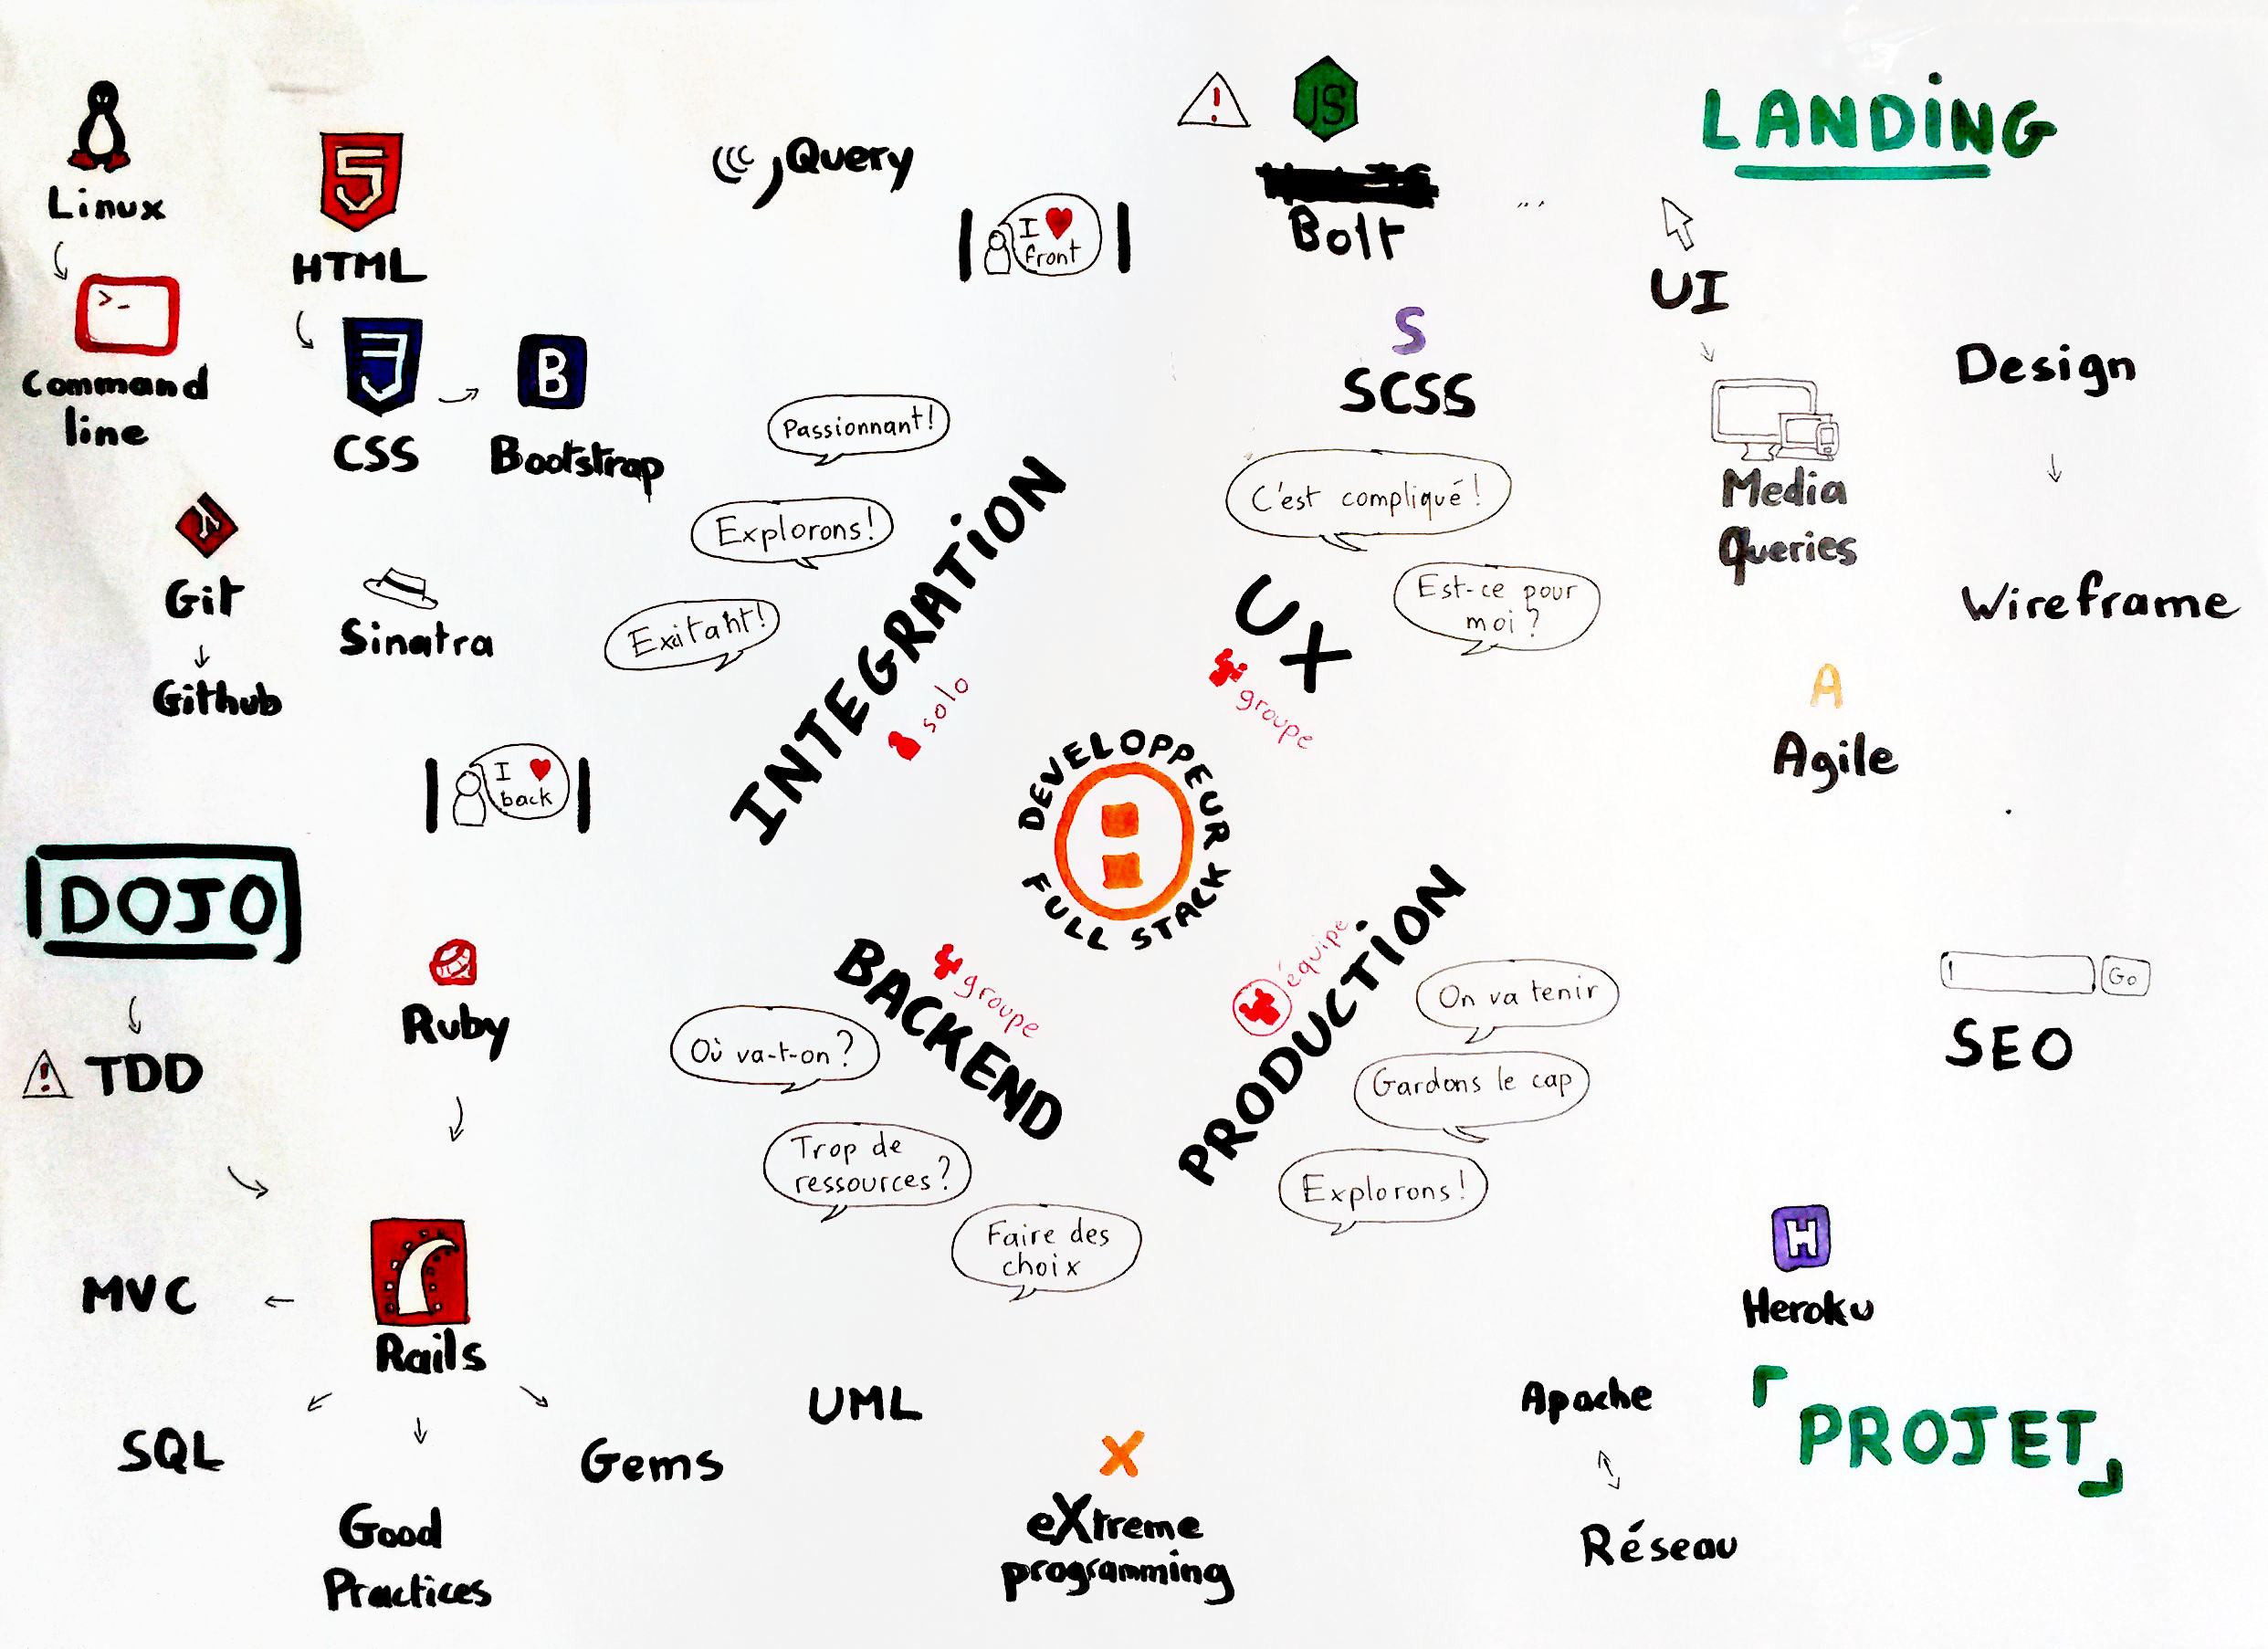 Linux
Command
line
HTML
CSS
Bootstrap
Git
Github
Sinatra
jQuery
I ♥
front
I ♥
back
Passionnant!
Explorons!
Exitant!
INTEGRATION
solo
JS
Bolt
...
LANDING
UI
SCSS
S
Media
Queries
Design
Wireframe
A
Agile
C'est compliqué!
Est-ce pour
moi?
UX
groupe
DEVELOPPEUR
FULL STACK
DOJO
TDD
Ruby
Rails
MVC
SQL
Good
Practices
Gems
UML
X
eXtreme
programming
BACKEND
groupe
Où va-t-on?
Trop de
ressources?
Faire des
choix
PRODUCTION
équipe
On va tenir
Gardons le cap
Explorons!
Go
SEO
H
Heroku
Apache
Réseau
PROJET